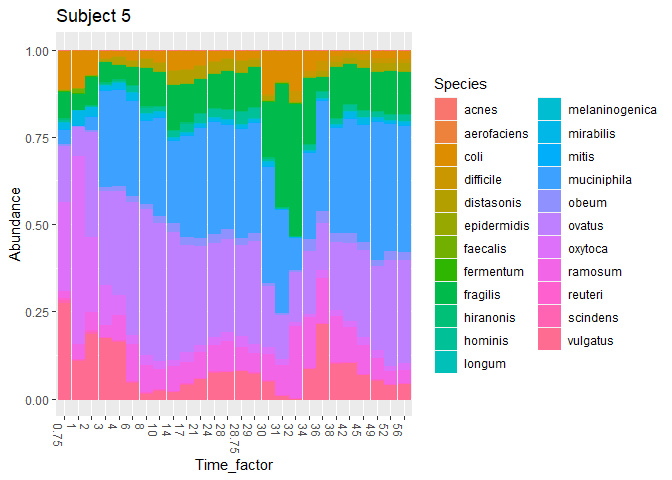 Subject 5
1.00
0.75
0.50
0.25
0.00
Abundance
0.75 1 2 3 4 6 8 10 14 17 21 24 28 28.75 29 30 31 32 34 36 38 42 45 49 52 56
Time_factor
Species
acnes
aerofaciens
coli
difficile
distasonis
epidermidis
faecalis
fermentum
fragilis
hiranonis
hominis
longum
melaninogenica
mirabilis
mitis
muciniphila
obeum
ovatus
oxytoca
ramosum
reuteri
scindens
vulgatus